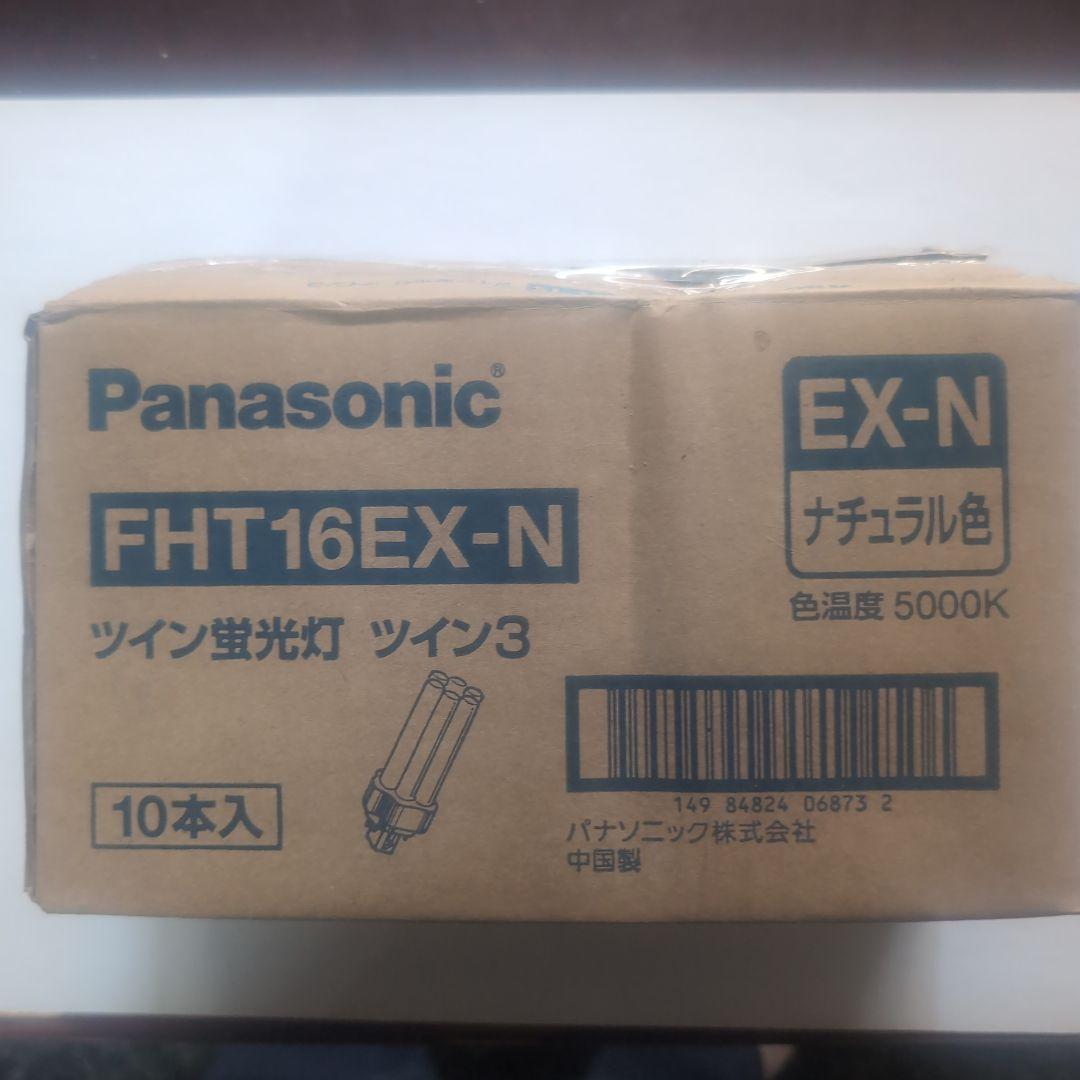 Panasonic®
FHT16EX-N
ツイン蛍光灯 ツイン3
10本入
EX-N
ナチュラル色
色温度 5000K
149 84824 06873 2
パナソニック株式会社
中国製